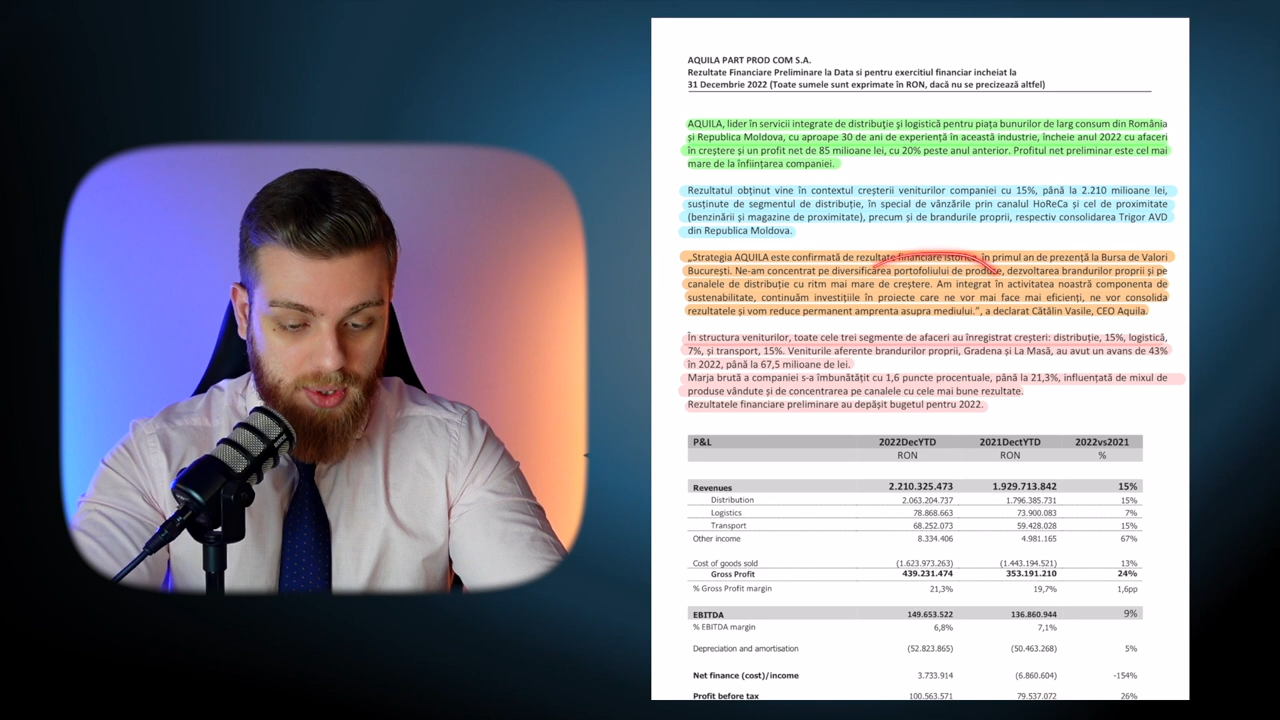 AQUILA PART PROD COM S.A.
Rezultate Financiare Preliminare la Data si pentru exercitiul financiar incheiat la
31 Decembrie 2022 (Toate sumele sunt exprimate în RON, dacă nu se precizează altfel)
AQUILA, lider în servicii integrate de distribuție și logistică pentru piața bunurilor de larg consum din România
și Republica Moldova, cu aproape 30 de ani de experiență în această industrie, încheie anul 2022 cu afaceri
în creștere și un profit net de 85 milioane lei, cu 20% peste anul anterior. Profitul net preliminar este cel mai
mare de la înființarea companiei.
Rezultatul obținut vine în contextul creșterii veniturilor companiei cu 15%, până la 2.210 milioane lei,
susținute de segmentul de distribuție, în special de vânzările prin canalul HoReCa și cel de proximitate
(benzinării și magazine de proximitate), precum și de brandurile proprii, respectiv consolidarea Trigor AVD
din Republica Moldova.
„Strategia AQUILA este confirmată de rezultate financiare istorice, în primul an de prezență la Bursa de Valori
București. Ne-am concentrat pe diversificarea portofoliului de produse, dezvoltarea brandurilor proprii și pe
canalele de distribuție cu ritm mai mare de creștere. Am integrat în activitatea noastră componenta de
sustenabilitate, continuăm investițiile în proiecte care ne vor mai face mai eficienți, ne vor consolida
rezultatele și vom reduce permanent amprenta asupra mediului.", a declarat Cătălin Vasile, CEO Aquila.
În structura veniturilor, toate cele trei segmente de afaceri au înregistrat creșteri: distribuție, 15%, logistică,
7%, și transport, 15%. Veniturile aferente brandurilor proprii, Gradena și La Masă, au avut un avans de 43%
în 2022, până la 67,5 milioane de lei.
Marja brută a companiei s-a îmbunătățit cu 1,6 puncte procentuale, până la 21,3%, influențată de mixul de
produse vândute și de concentrarea pe canalele cu cele mai bune rezultate.
Rezultatele financiare preliminare au depășit bugetul pentru 2022.
P&L 2022DecYTD 2021DectYTD 2022vs2021
RON RON %
Revenues 2.210.325.473 1.929.713.842 15%
Distribution 2.063.204.737 1.796.385.731 15%
Logistics 78.868.663 73.900.083 7%
Transport 68.252.073 59.428.028 15%
Other income 8.334.406 4.981.165 67%
Cost of goods sold (1.623.973.263) (1.443.194.521) 13%
Gross Profit 439.231.474 353.191.210 24%
% Gross Profit margin 21,3% 19,7% 1,6pp
EBITDA 149.653.522 136.860.944 9%
% EBITDA margin 6,8% 7,1%
Depreciation and amortisation (52.823.865) (50.463.268) 5%
Net finance (cost)/income 3.733.914 (6.860.604) -154%
Profit before tax 100.563.571 79.537.072 26%